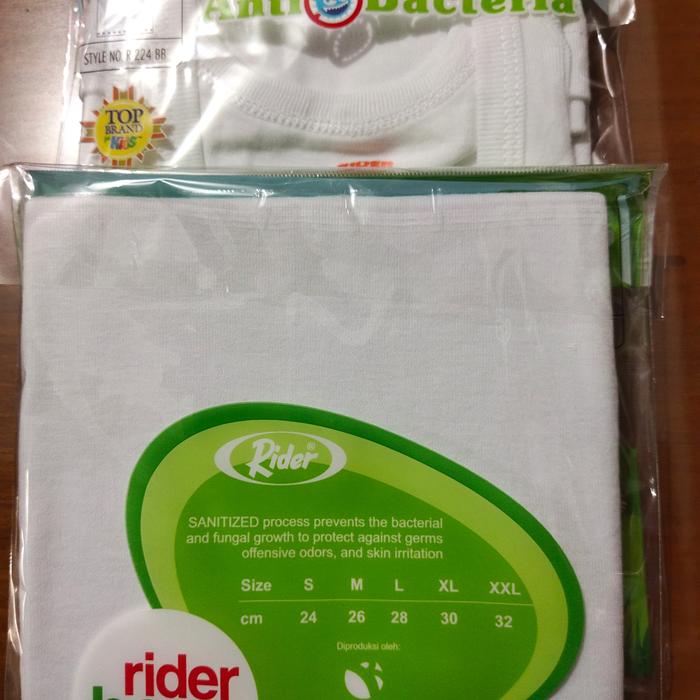 Anti Bacteria
STYLE NO. R 224 BB
TOP
BRAND
KiDS
RIDER
Rider®
SANITIZED process prevents the bacterial
and fungal growth to protect against germs
offensive odors, and skin irritation
Size S M L XL XXL
cm 24 26 28 30 32
Diproduksi oleh:
rider